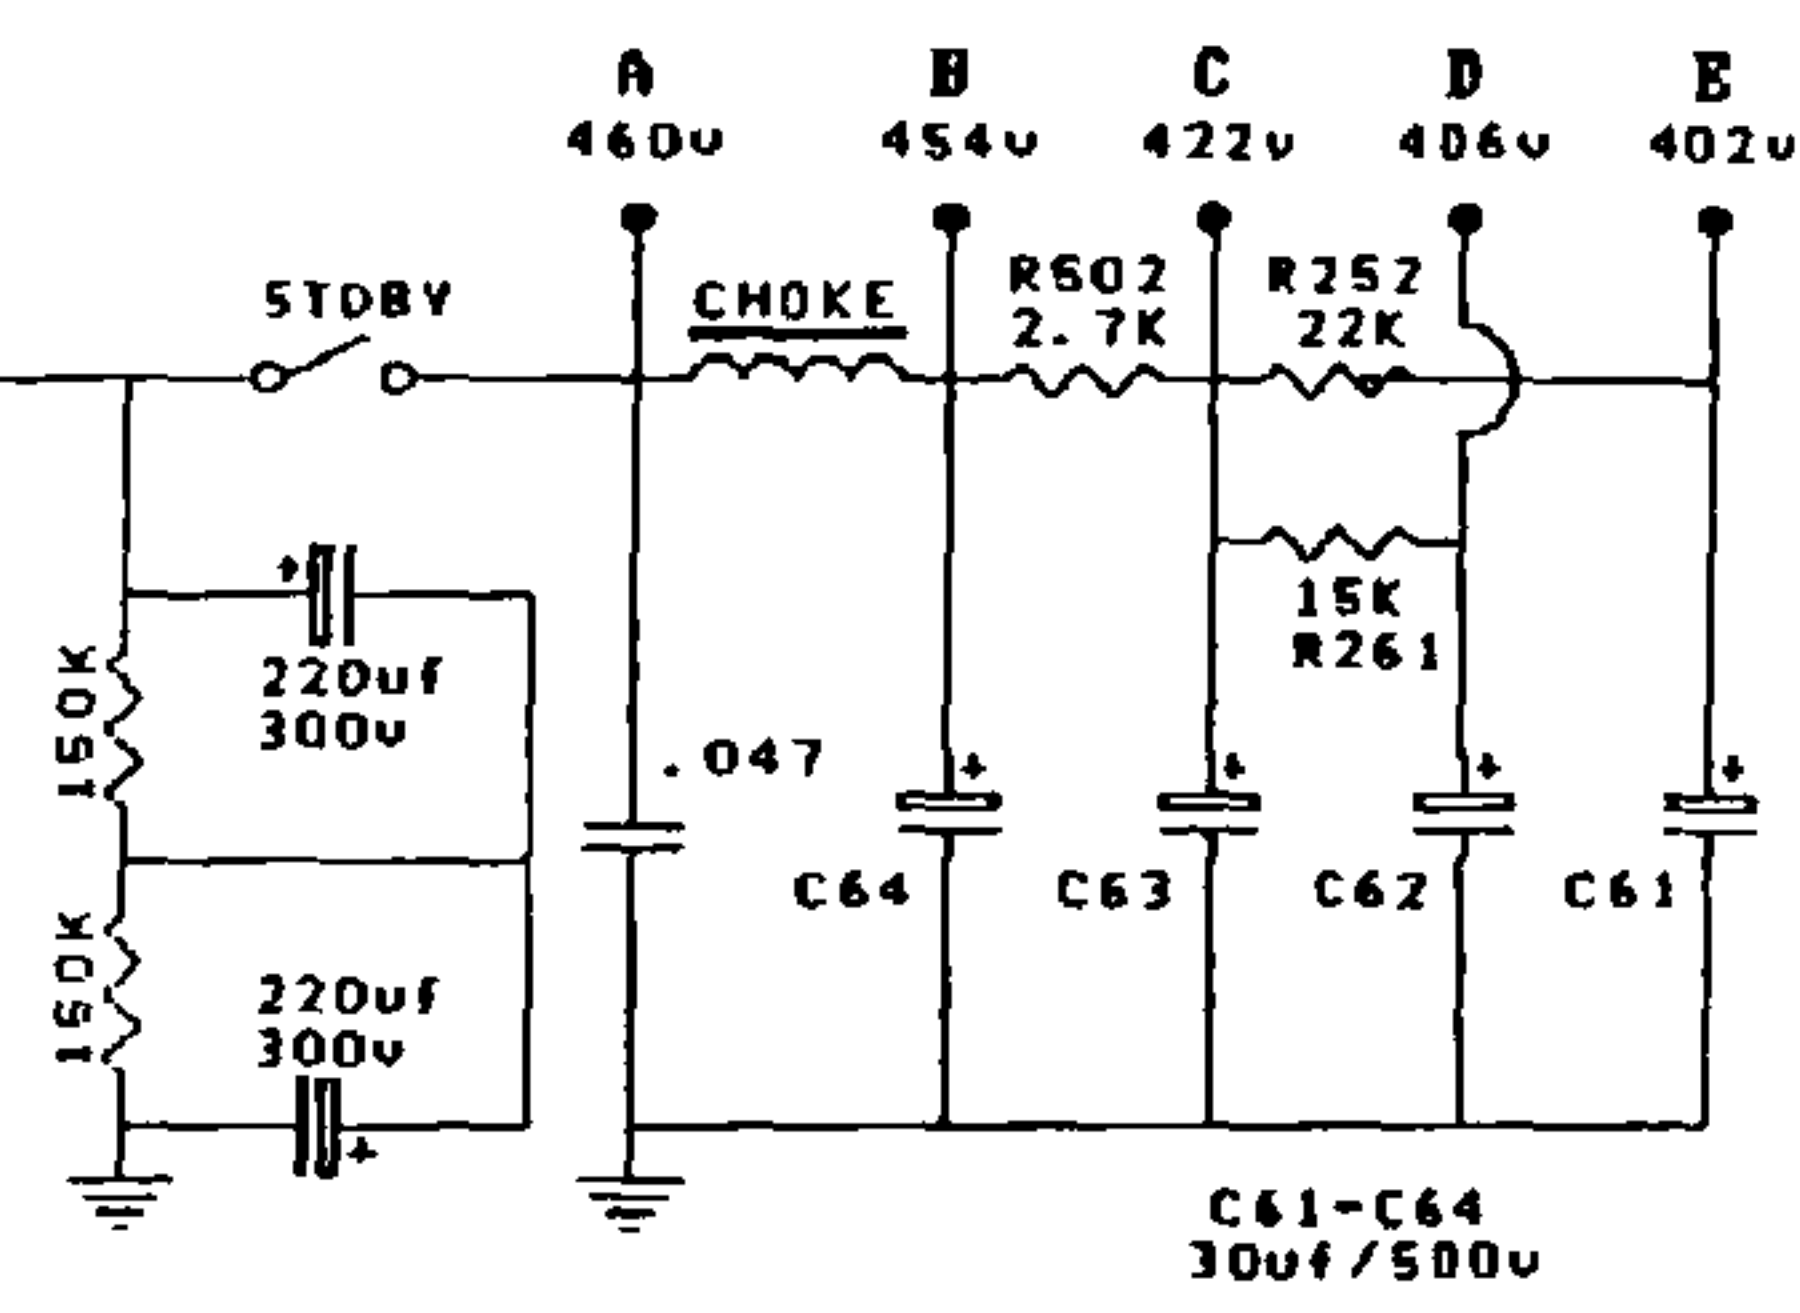 A B C D E
460v 454v 422v 406v 402v
STDBY
CHOKE
R502
2.7K
R252
22K
15K
R261
+
220uf
300v
150K
.047
+ + + +
C64 C63 C62 C61
150K
220uf
300v
+
C61-C64
30uf/500v